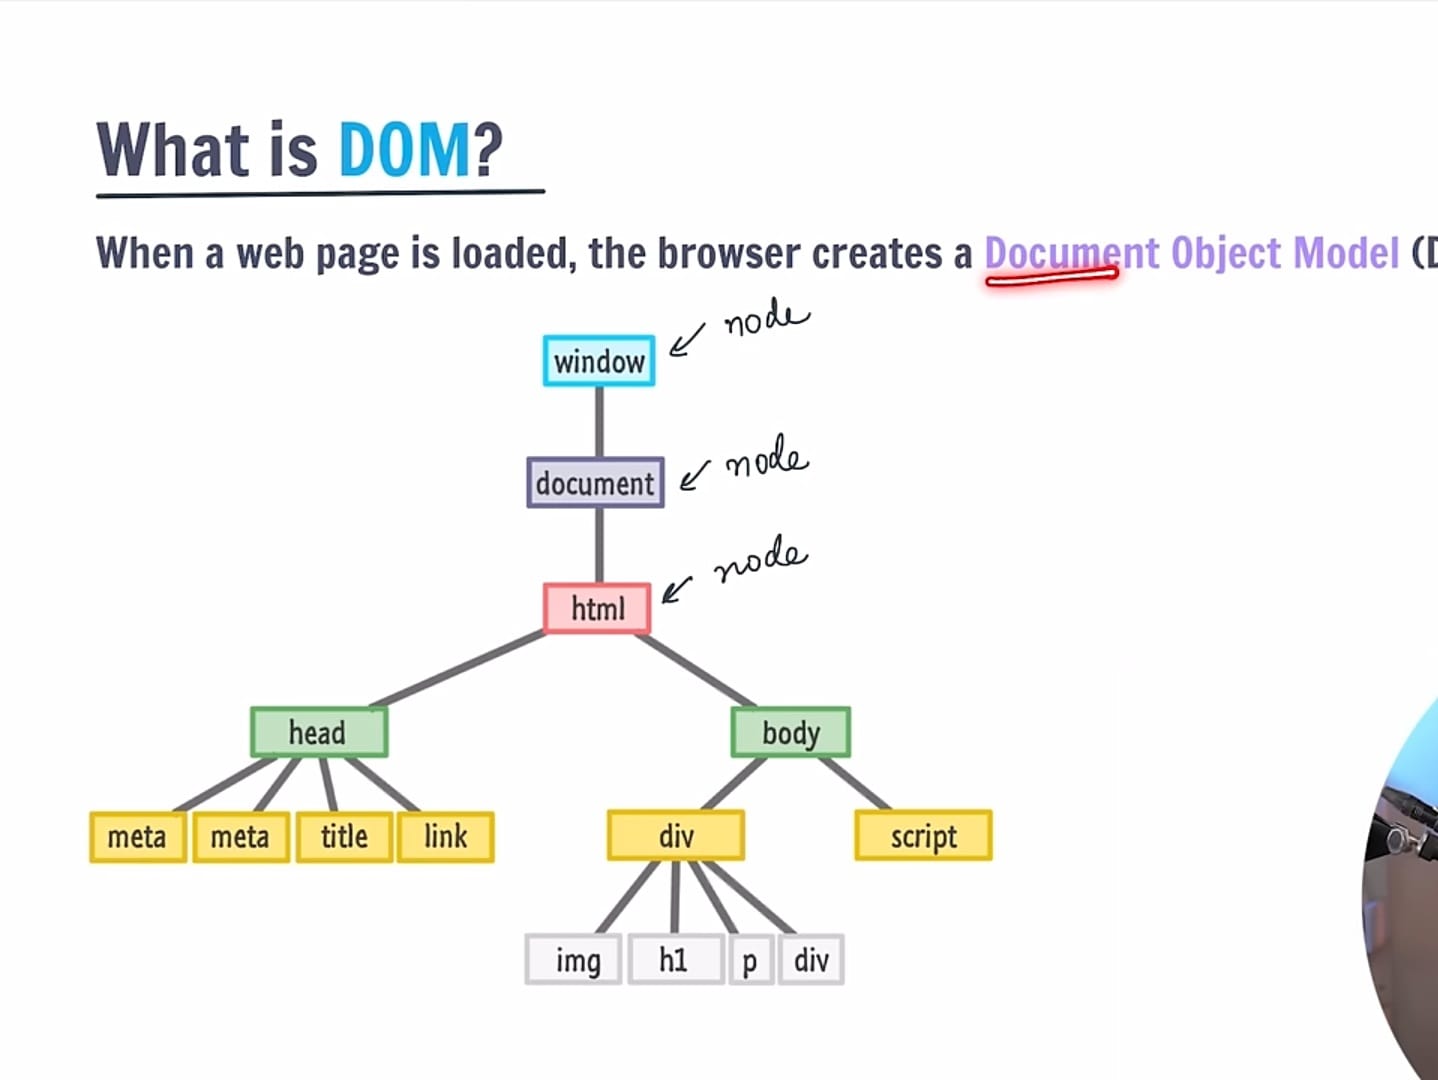 What is DOM?
When a web page is loaded, the browser creates a Document Object Model (D
node
window
node
document
node
html
head
body
meta meta title link
div
script
img h1 p div